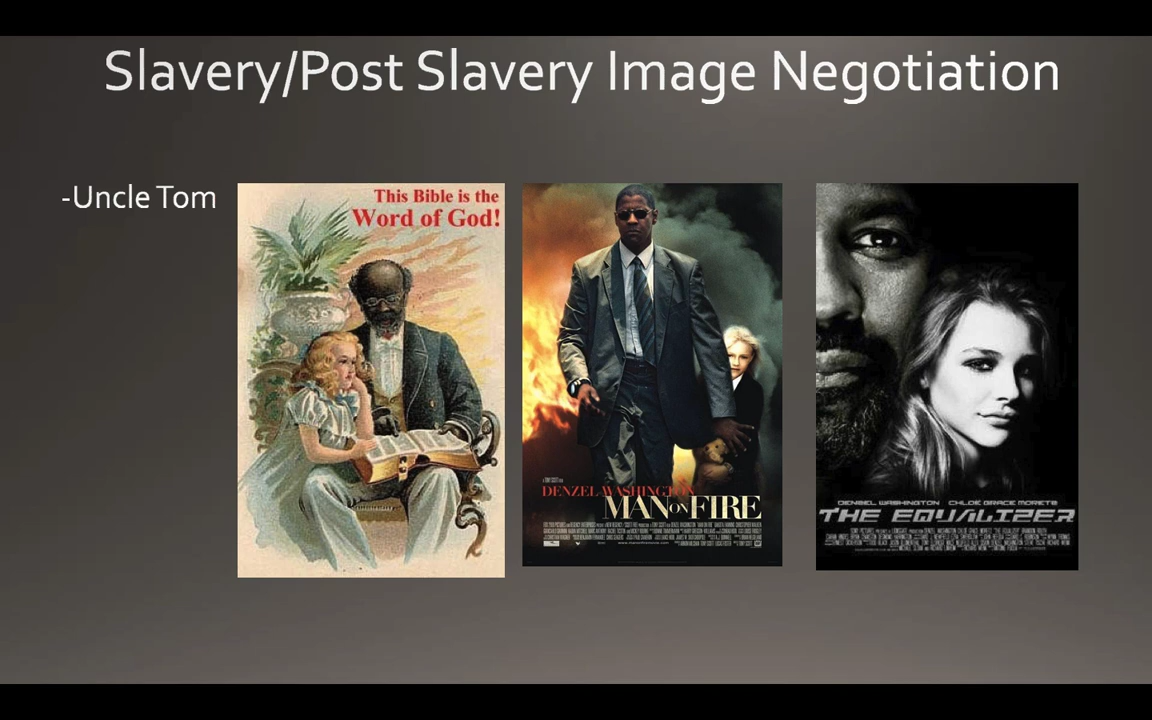 Slavery/Post Slavery Image Negotiation
-Uncle Tom
This Bible is the
Word of God!
DENZEL WASHINGTON
MAN ON FIRE
DENZEL WASHINGTON CHLOË GRACE MORETZ
THE EQUALIZER